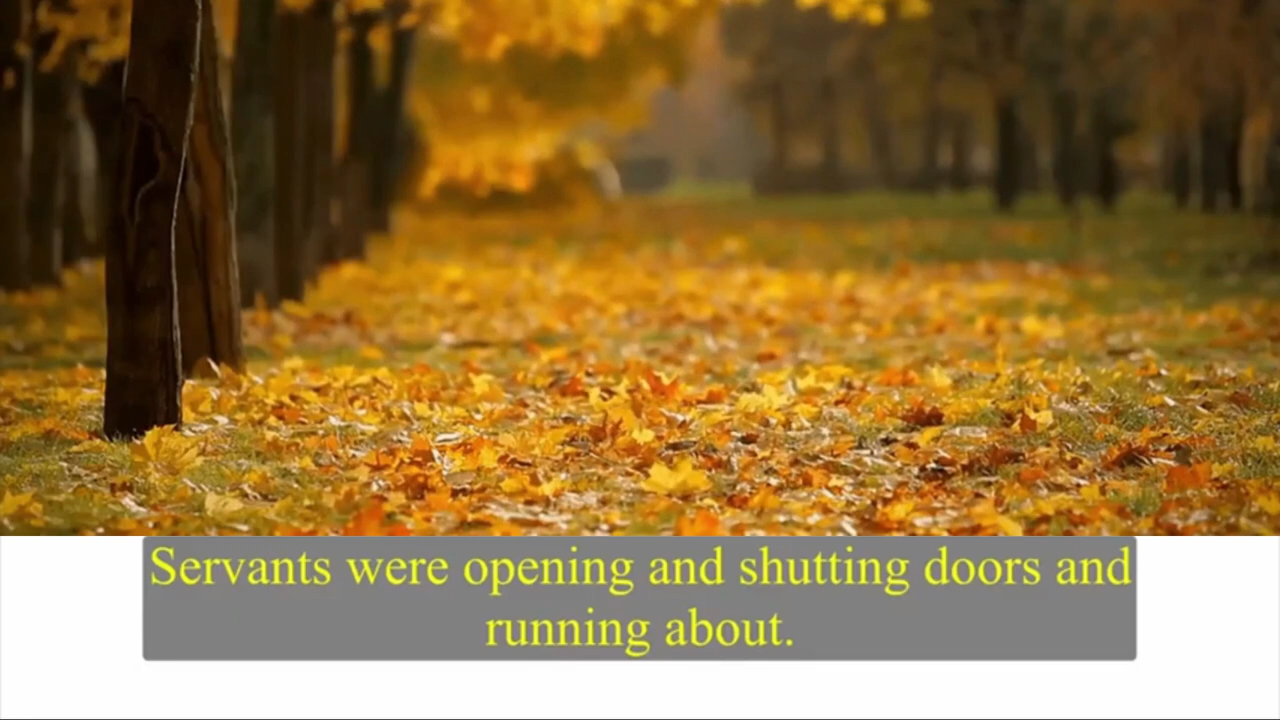 Servants were opening and shutting doors and
running about.